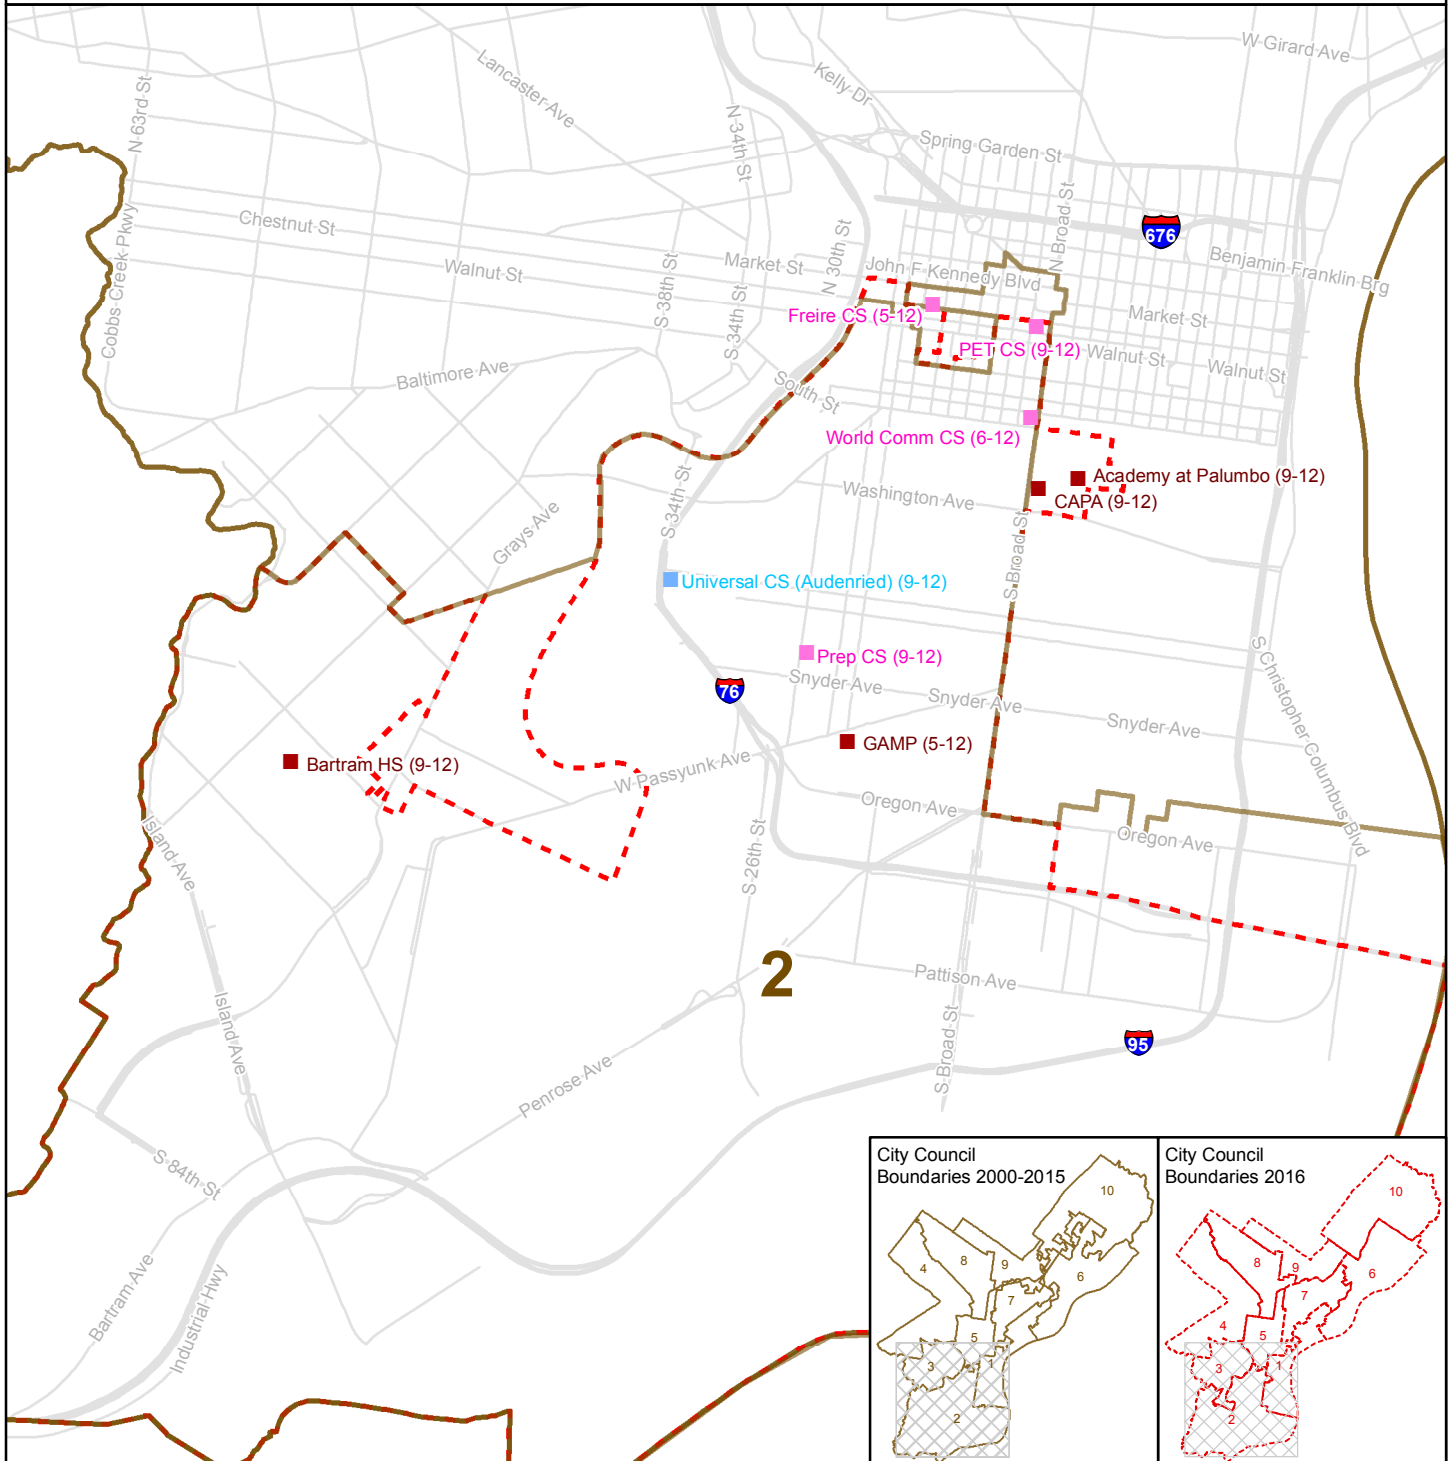 W Girard Ave
Lancaster Ave
Kelly Dr
N 63rd St
N 34th St
Spring Garden St
Chestnut St
Cobbs Creek Pkwy
N Broad St
676
Walnut St
Market St
N 30th St
John F Kennedy Blvd
Benjamin Franklin Brg
S 38th St
S 34th St
Freire CS (5-12)
Market St
PET CS (9-12)
Walnut St
Walnut St
Baltimore Ave
South St
World Comm CS (6-12)
Academy at Palumbo (9-12)
CAPA (9-12)
Washington Ave
S 34th St
Grays Ave
S Broad St
Universal CS (Audenried) (9-12)
Prep CS (9-12)
S Christopher Columbus Blvd
76
Snyder Ave
Snyder Ave
Snyder Ave
GAMP (5-12)
Bartram HS (9-12)
W Passyunk Ave
Oregon Ave
Oregon Ave
Island Ave
S 26th St
2
Pattison Ave
Island Ave
S Broad St
95
Penrose Ave
S 84th St
Bartram Ave
Industrial Hwy
City Council
Boundaries 2000-2015
10
4
8
9
6
7
5
3
5
1
2
City Council
Boundaries 2016
10
8
9
6
7
4
5
3
1
2